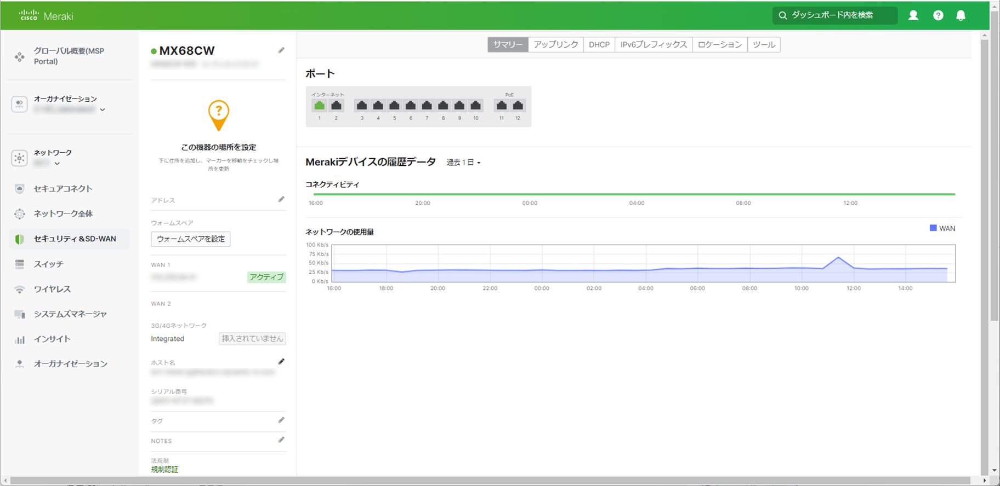 CISCO Meraki
ダッシュボード内を検索
グローバル概要(MSP
Portal)
オーガナイゼーション
ネットワーク
セキュアコネクト
ネットワーク全体
セキュリティ&SD-WAN
スイッチ
ワイヤレス
システムズマネージャ
インサイト
オーガナイゼーション
MX68CW
?
この機器の場所を設定
下に住所を追加し、マーカーを移動をチェックし場
所を更新
アドレス
ウォームスペア
ウォームスペアを設定
WAN 1
アクティブ
WAN 2
3G/4Gネットワーク
Integrated 挿入されていません
ホスト名
シリアル番号
タグ
NOTES
法規制
規制認証
サマリー アップリンク DHCP IPv6プレフィックス ロケーション ツール
ポート
インターネット PoE
1 2 3 4 5 6 7 8 9 10 11 12
Merakiデバイスの履歴データ 過去 1 日
コネクティビティ
16:00 20:00 00:00 04:00 08:00 12:00
ネットワークの使用量 WAN
100 Kb/s
75 Kb/s
50 Kb/s
25 Kb/s
0 Kb/s
16:00 18:00 20:00 22:00 00:00 02:00 04:00 06:00 08:00 10:00 12:00 14:00